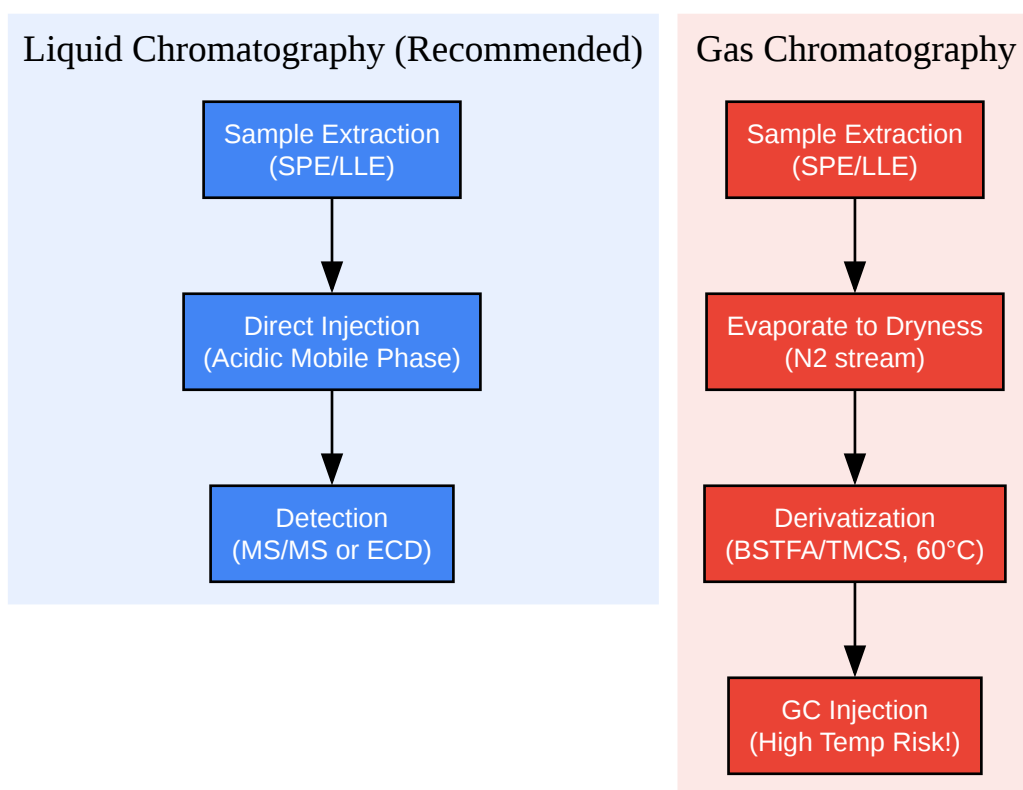 Liquid Chromatography (Recommended)
Sample Extraction
(SPE/LLE)
Direct Injection
(Acidic Mobile Phase)
Detection
(MS/MS or ECD)
Gas Chromatography
Sample Extraction
(SPE/LLE)
Evaporate to Dryness
(N2 stream)
Derivatization
(BSTFA/TMCS, 60°C)
GC Injection
(High Temp Risk!)